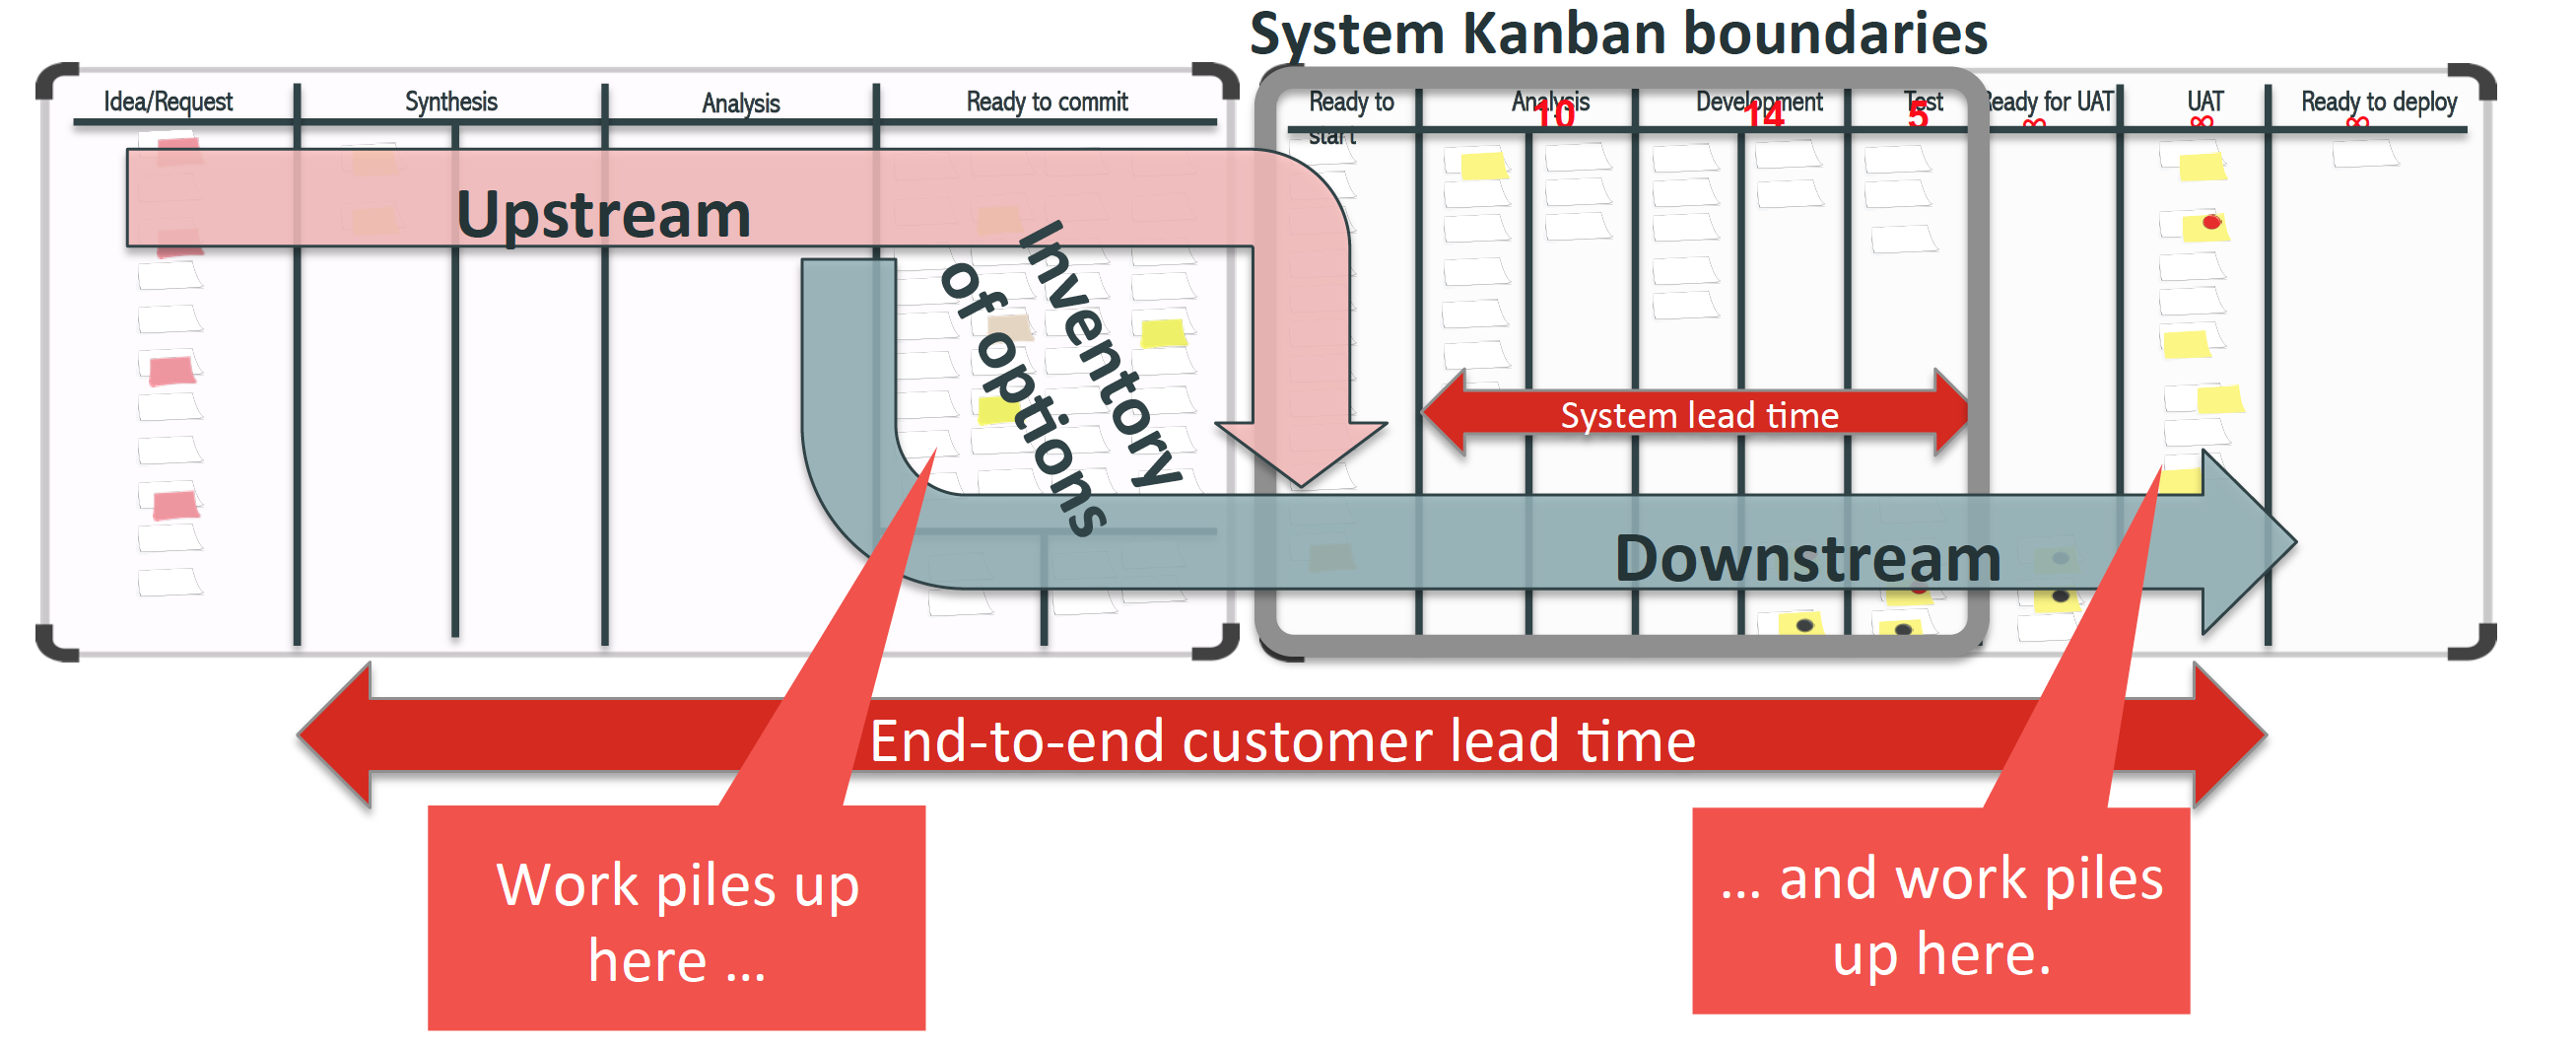 System Kanban boundaries
Idea/Request
Synthesis
Analysis
Ready to commit
Ready to
start
Analysis
10
Development
14
Test
5
Ready for UAT
∞
UAT
∞
Ready to deploy
∞
Upstream
Inventory
of options
System lead time
Downstream
End-to-end customer lead time
Work piles up
here ...
... and work piles
up here.